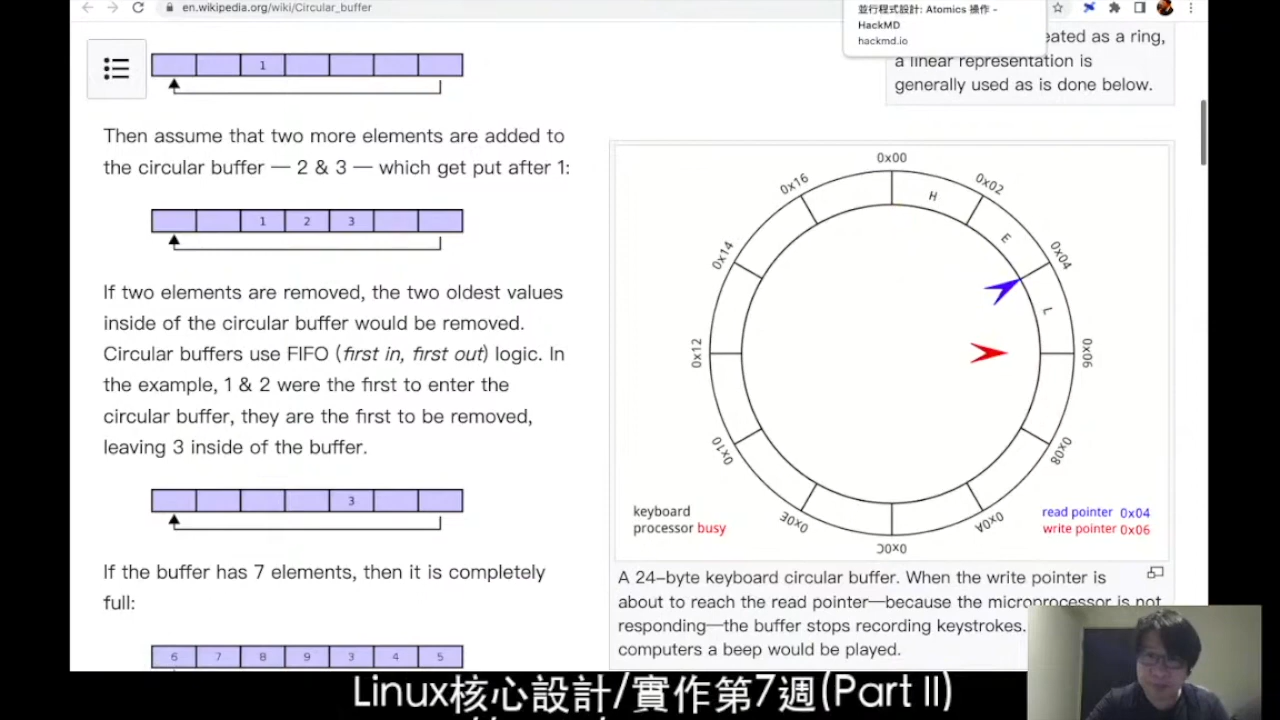 en.wikipedia.org/wiki/Circular_buffer
並行程式設計: Atomics 操作 -
HackMD
hackmd.io
eated as a ring,
a linear representation is
generally used as is done below.
1
Then assume that two more elements are added to
the circular buffer — 2 & 3 — which get put after 1:
1 2 3
If two elements are removed, the two oldest values
inside of the circular buffer would be removed.
Circular buffers use FIFO (first in, first out) logic. In
the example, 1 & 2 were the first to enter the
circular buffer, they are the first to be removed,
leaving 3 inside of the buffer.
3
If the buffer has 7 elements, then it is completely
full:
6 7 8 9 3 4 5
0x00
0x02
0x04
0x06
0x08
0x0A
0x0C
0x0E
0x10
0x12
0x14
0x16
H
E
L
keyboard
processor busy
read pointer 0x04
write pointer 0x06
A 24-byte keyboard circular buffer. When the write pointer is
about to reach the read pointer—because the microprocessor is not
responding—the buffer stops recording keystrokes.
computers a beep would be played.
Linux核心設計/實作第7週(Part II)